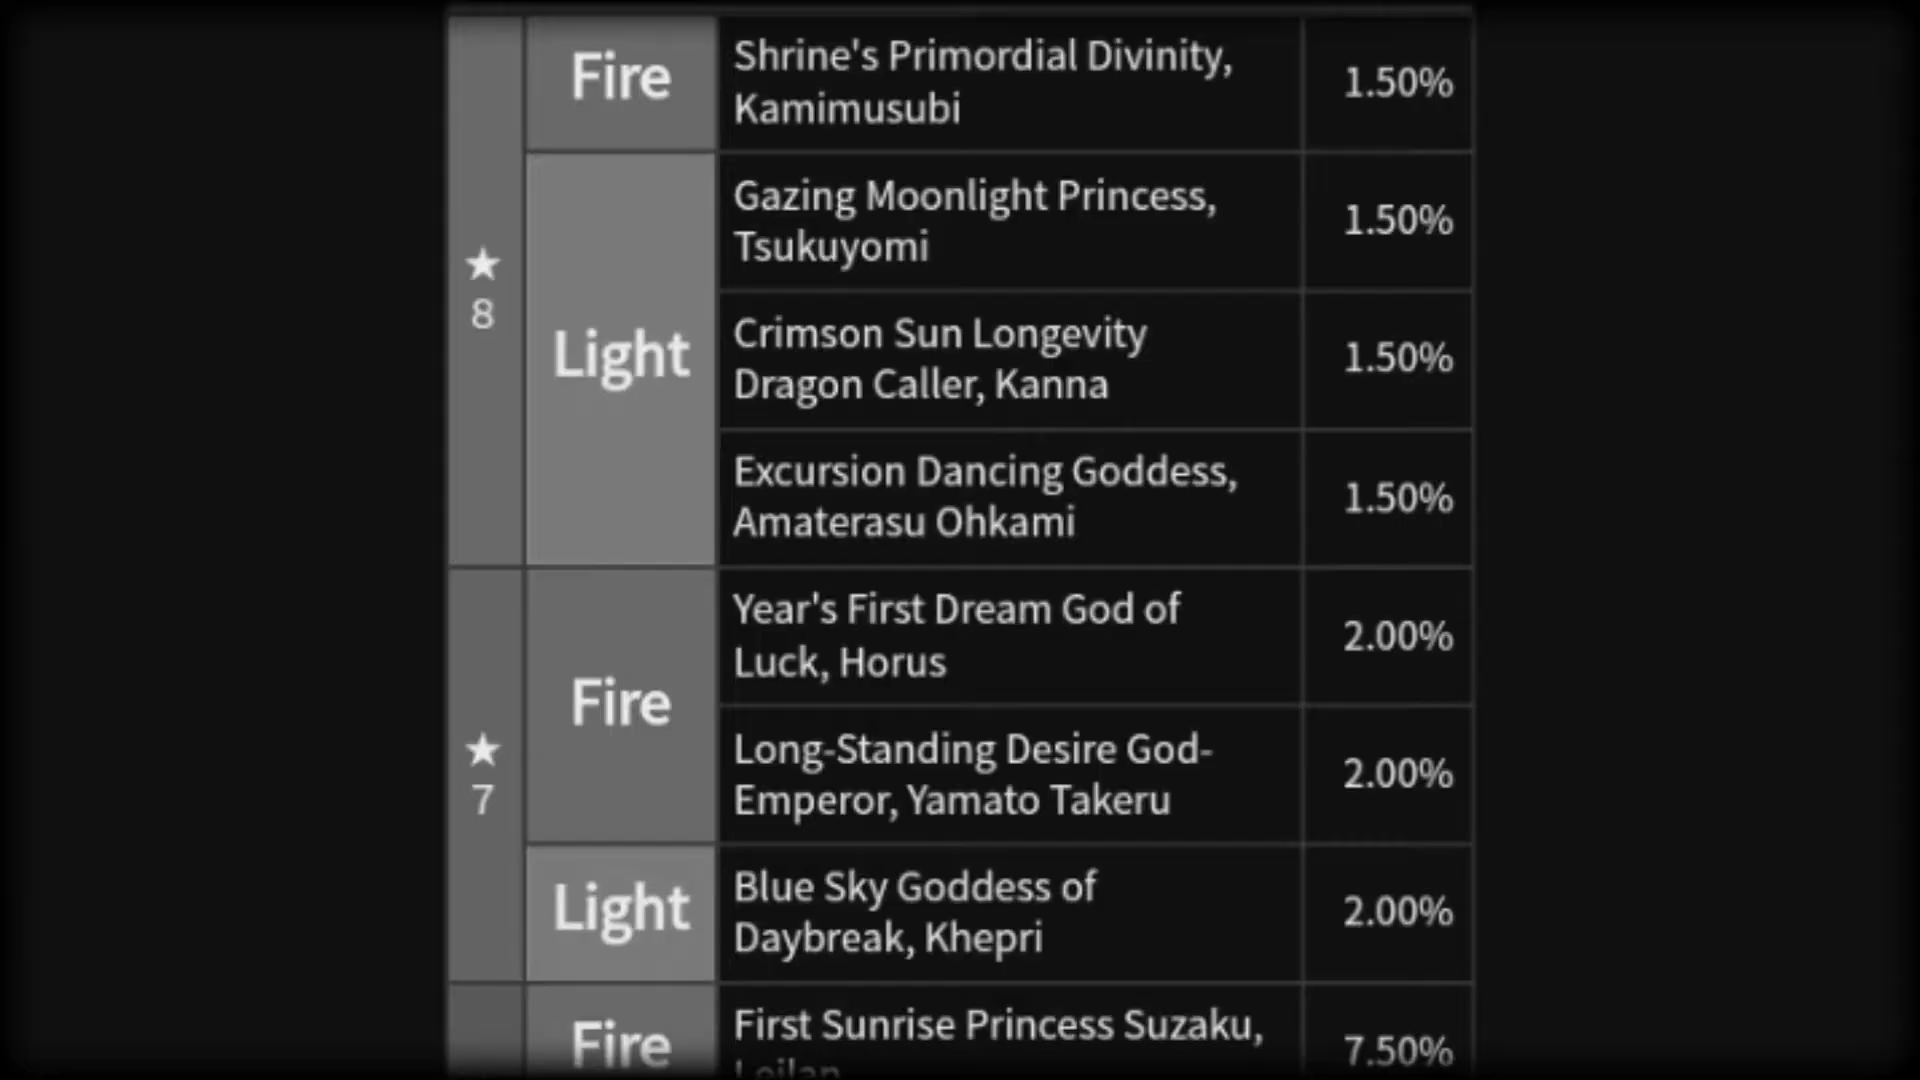 ★
8
Fire
Shrine's Primordial Divinity,
Kamimusubi
1.50%
Light
Gazing Moonlight Princess,
Tsukuyomi
1.50%
Crimson Sun Longevity
Dragon Caller, Kanna
1.50%
Excursion Dancing Goddess,
Amaterasu Ohkami
1.50%
★
7
Fire
Year's First Dream God of
Luck, Horus
2.00%
Long-Standing Desire God-
Emperor, Yamato Takeru
2.00%
Light
Blue Sky Goddess of
Daybreak, Khepri
2.00%
Fire
First Sunrise Princess Suzaku,
Leilan
7.50%